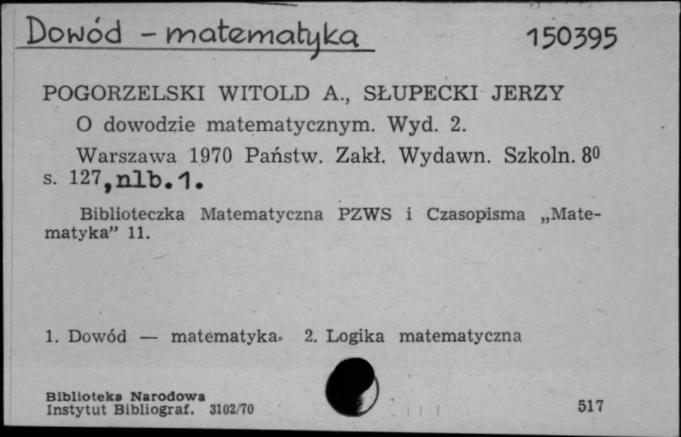 Dowód - matematyka 150395
POGORZELSKI WITOLD A., SŁUPECKI JERZY
O dowodzie matematycznym. Wyd. 2.
Warszawa 1970 Państw. Zakł. Wydawn. Szkoln. 8⁰
s. 127, nlb. 1.
Biblioteczka Matematyczna PZWS i Czasopisma „Mate-
matyka” 11.
1. Dowód — matematyka. 2. Logika matematyczna
Biblioteka Narodowa
Instytut Bibliograf. 3102/70 517